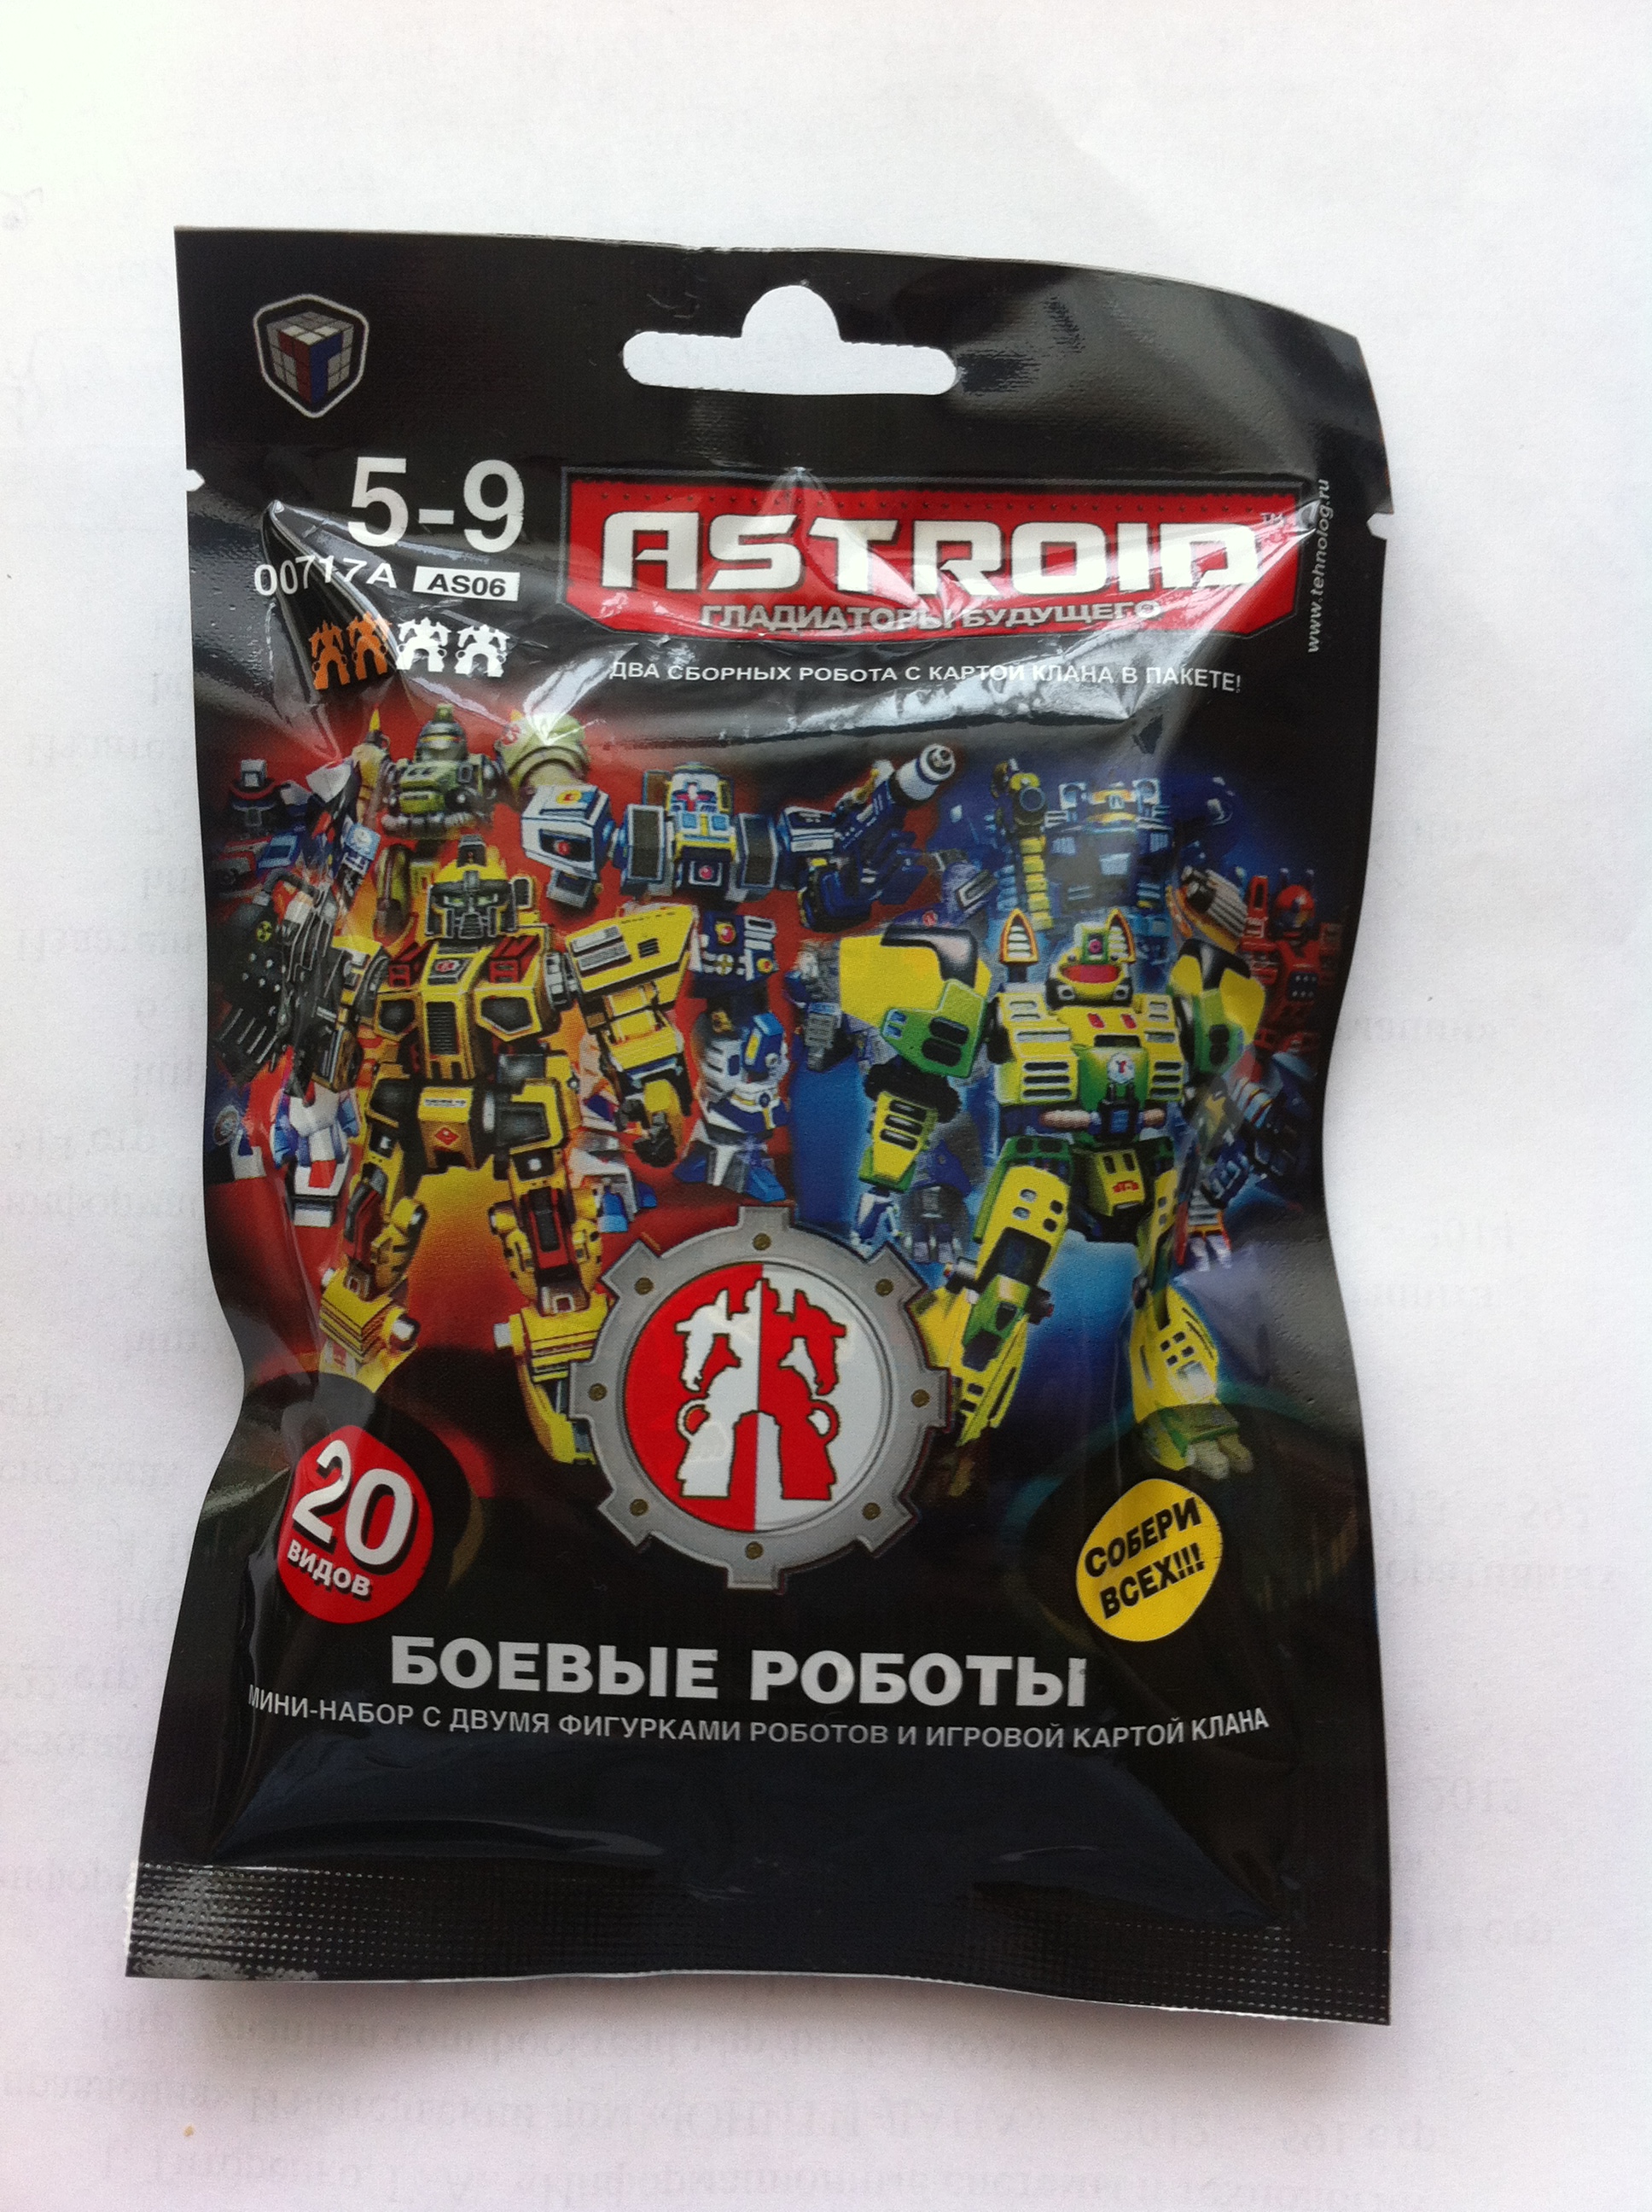 5-9
00717A AS06
ASTROID™
ГЛАДИАТОРЫ БУДУЩЕГО
www.tehnolog.ru
ДВА СБОРНЫХ РОБОТА С КАРТОЙ КЛАНА В ПАКЕТЕ!
20
ВИДОВ
СОБЕРИ
ВСЕХ!!!
БОЕВЫЕ РОБОТЫ
МИНИ-НАБОР С ДВУМЯ ФИГУРКАМИ РОБОТОВ И ИГРОВОЙ КАРТОЙ КЛАНА